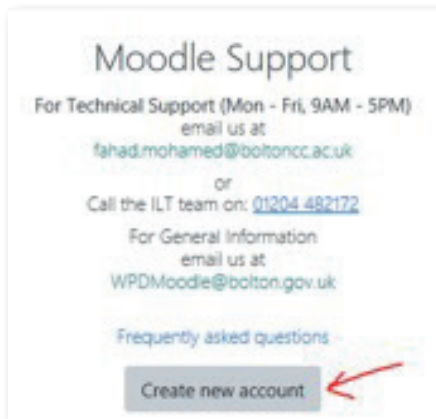 Moodle Support
For Technical Support (Mon - Fri, 9AM - 5PM)
email us at
fahad.mohamed@boltoncc.ac.uk
or
Call the ILT team on: 01204 482172
For General Information
email us at
WPDMoodle@bolton.gov.uk
Frequently asked questions
Create new account